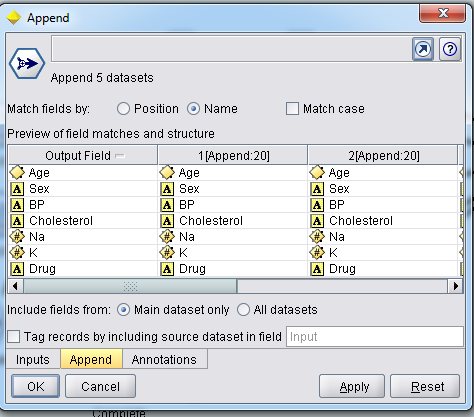 Append
Append 5 datasets
Match fields by: Position Name Match case
Preview of field matches and structure
Output Field 1[Append:20] 2[Append:20]
Age Age Age
A Sex A Sex A Sex
A BP A BP A BP
A Cholesterol A Cholesterol A Cholesterol
# Na # Na # Na
# K # K # K
A Drug A Drug A Drug
Include fields from: Main dataset only All datasets
Tag records by including source dataset in field Input
Inputs Append Annotations
OK Cancel Apply Reset
Complete